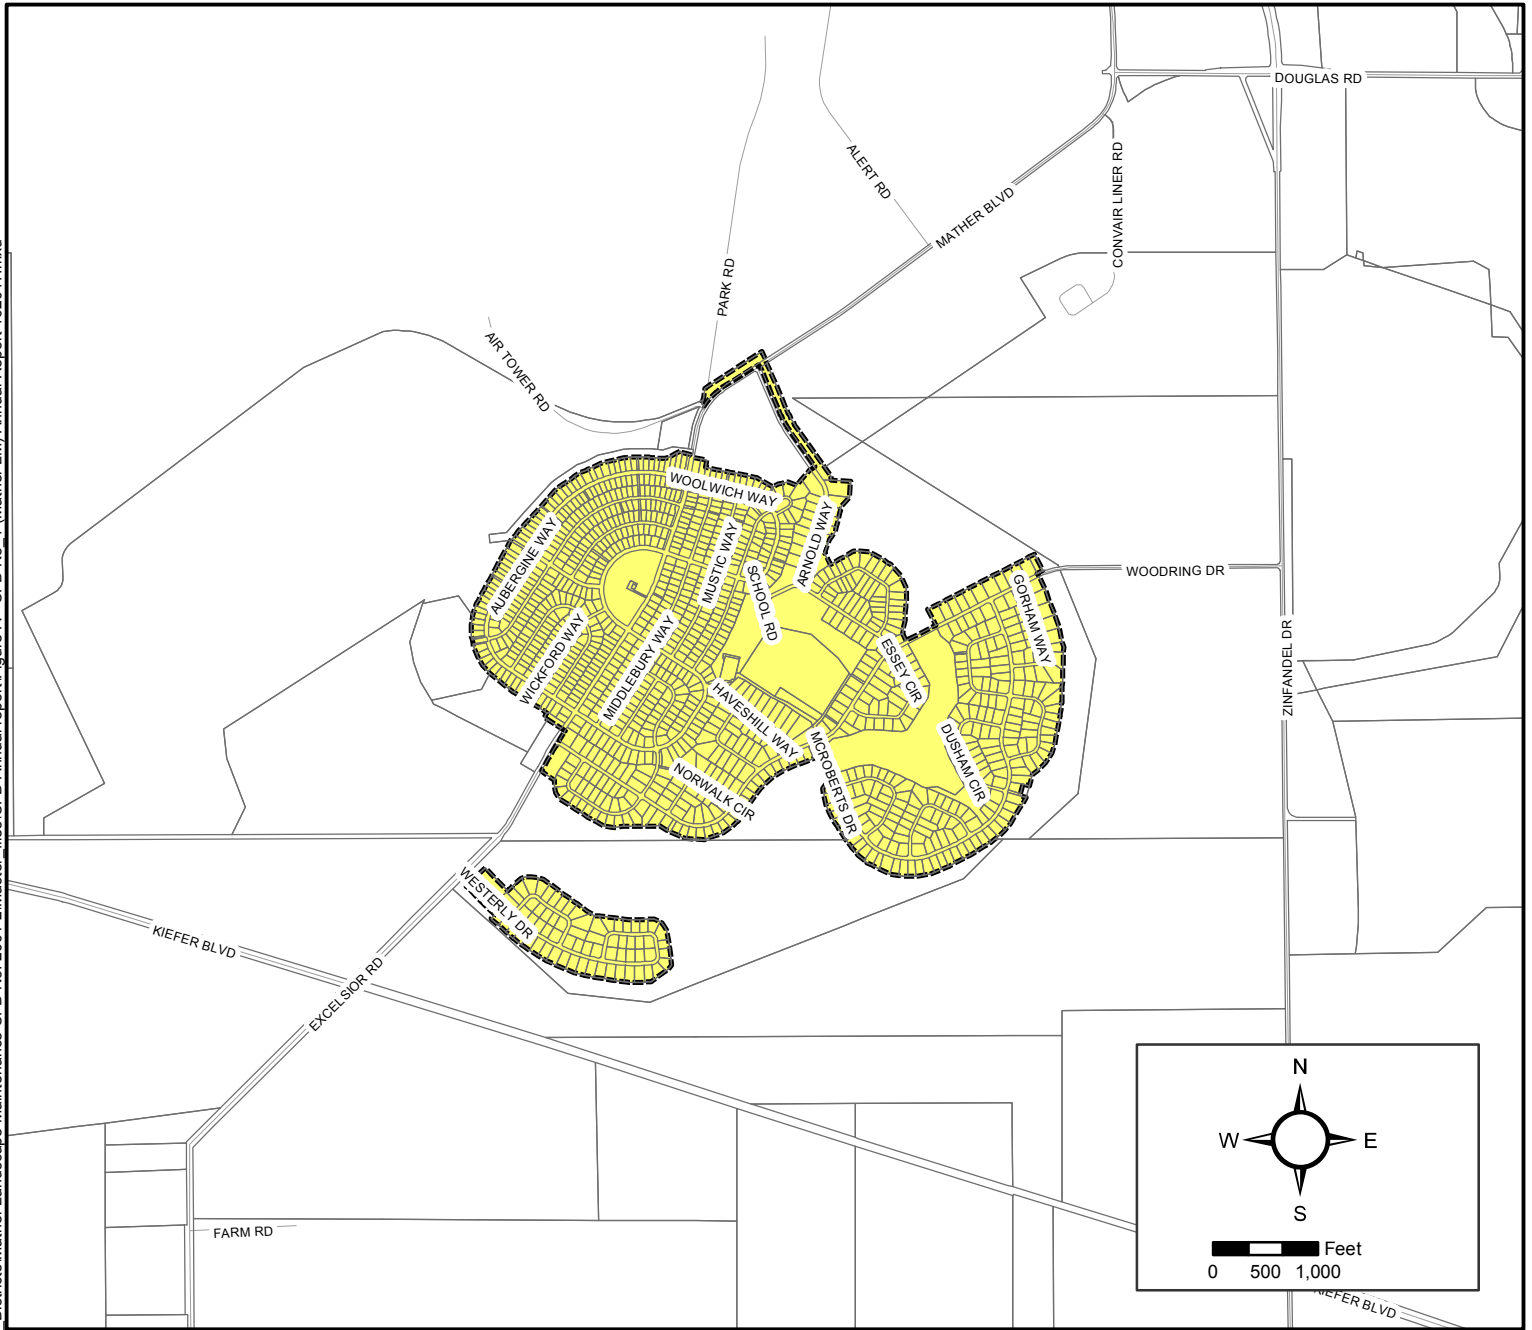 DOUGLAS RD
ALERT RD
CONVAIR LINER RD
MATHER BLVD
PARK RD
AIR TOWER RD
WOOLWICH WAY
ARNOLD WAY
AUBERGINE WAY
MUSTIC WAY
SCHOOL RD
WOODRING DR
GORHAM WAY
WICKFORD WAY
MIDDLEBURY WAY
ESSEY CIR
ZINFANDEL DR
HAVESHILL WAY
MCROBERTS DR
DUSHAM CIR
NORWALK CIR
WESTERLY DR
KIEFER BLVD
EXCELSIOR RD
FARM RD
N
W E
S
Feet
0 500 1,000
KIEFER BLVD